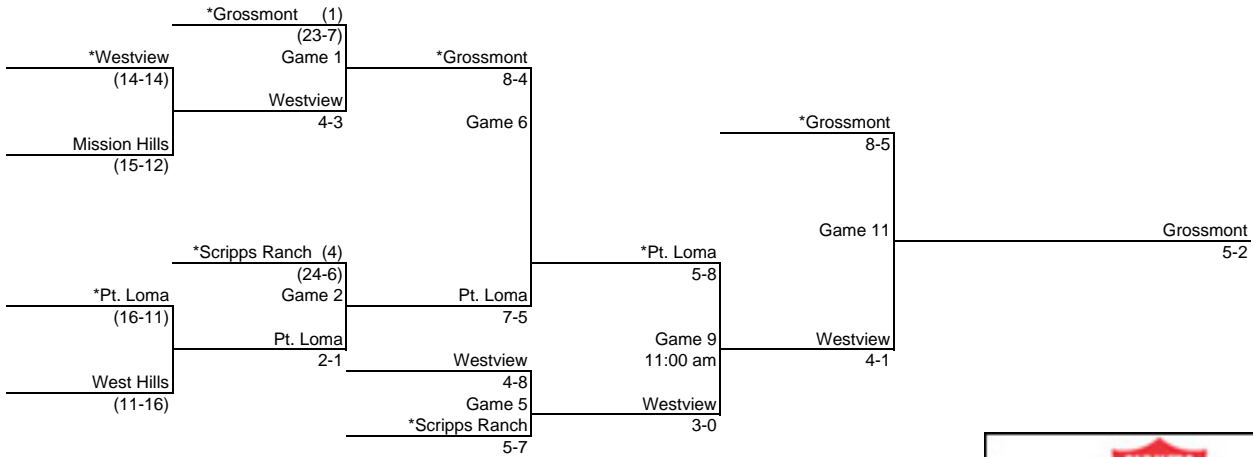 *Grossmont (1)
(23-7)
*Westview
Game 1
*Grossmont
(14-14)
8-4
Westview
4-3
Game 6
*Grossmont
Mission Hills
8-5
(15-12)
Game 11
Grossmont
*Scripps Ranch (4)
*Pt. Loma
5-2
(24-6)
5-8
*Pt. Loma
Game 2
Pt. Loma
(16-11)
7-5
Pt. Loma
Game 9
Westview
2-1
Westview
11:00 am
4-1
West Hills
4-8
(11-16)
Game 5
Westview
*Scripps Ranch
3-0
5-7